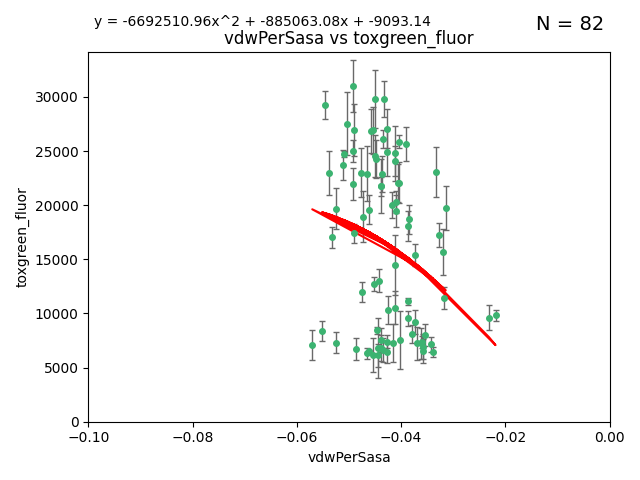 y = -6692510.96x^2 + -885063.08x + -9093.14
N = 82
vdwPerSasa vs toxgreen_fluor
30000
25000
20000
15000
10000
5000
0
toxgreen_fluor
−0.10 −0.08 −0.06 −0.04 −0.02 0.00
vdwPerSasa